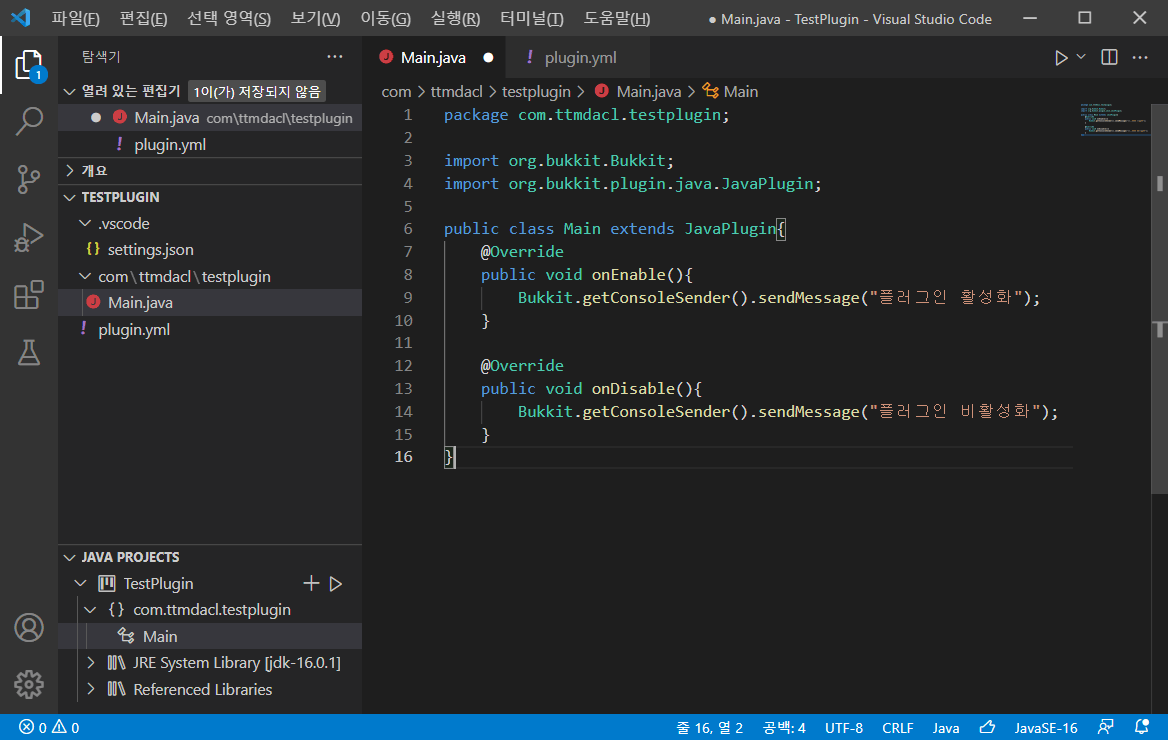 파일(F) 편집(E) 선택 영역(S) 보기(V) 이동(G) 실행(R) 터미널(T) 도움말(H) ● Main.java - TestPlugin - Visual Studio Code
탐색기
열려 있는 편집기 1이(가) 저장되지 않음
Main.java com\ttmdacl\testplugin
! plugin.yml
개요
TESTPLUGIN
.vscode
{} settings.json
com\ttmdacl\testplugin
J Main.java
! plugin.yml
JAVA PROJECTS
TestPlugin
{} com.ttmdacl.testplugin
Main
JRE System Library [jdk-16.0.1]
Referenced Libraries
1
J Main.java ● ! plugin.yml
com > ttmdacl > testplugin > J Main.java > Main
1 package com.ttmdacl.testplugin;
2
3 import org.bukkit.Bukkit;
4 import org.bukkit.plugin.java.JavaPlugin;
5
6 public class Main extends JavaPlugin{
7 @Override
8 public void onEnable(){
9 Bukkit.getConsoleSender().sendMessage("플러그인 활성화");
10 }
11
12 @Override
13 public void onDisable(){
14 Bukkit.getConsoleSender().sendMessage("플러그인 비활성화");
15 }
16 }
0 0 줄 16, 열 2 공백: 4 UTF-8 CRLF Java JavaSE-16